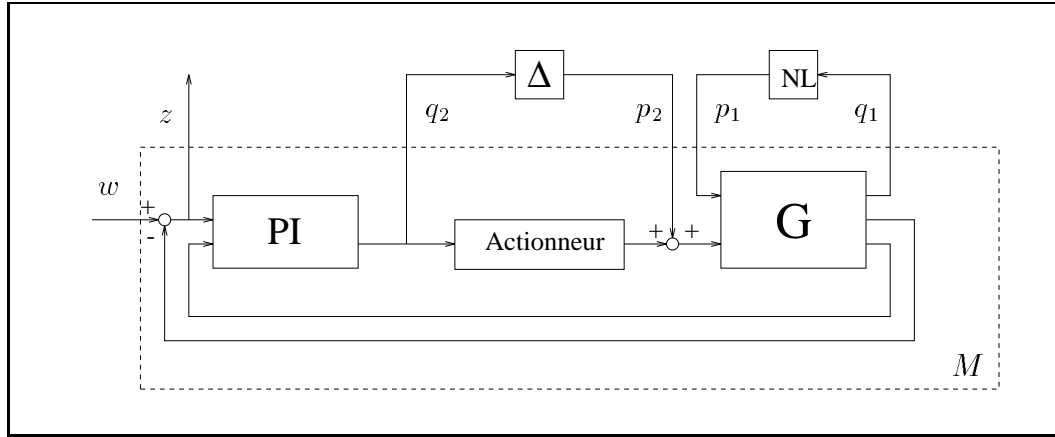 Δ
NL
z
q₂
p₂
p₁
q₁
w
+
-
PI
Actionneur
+
+
G
M